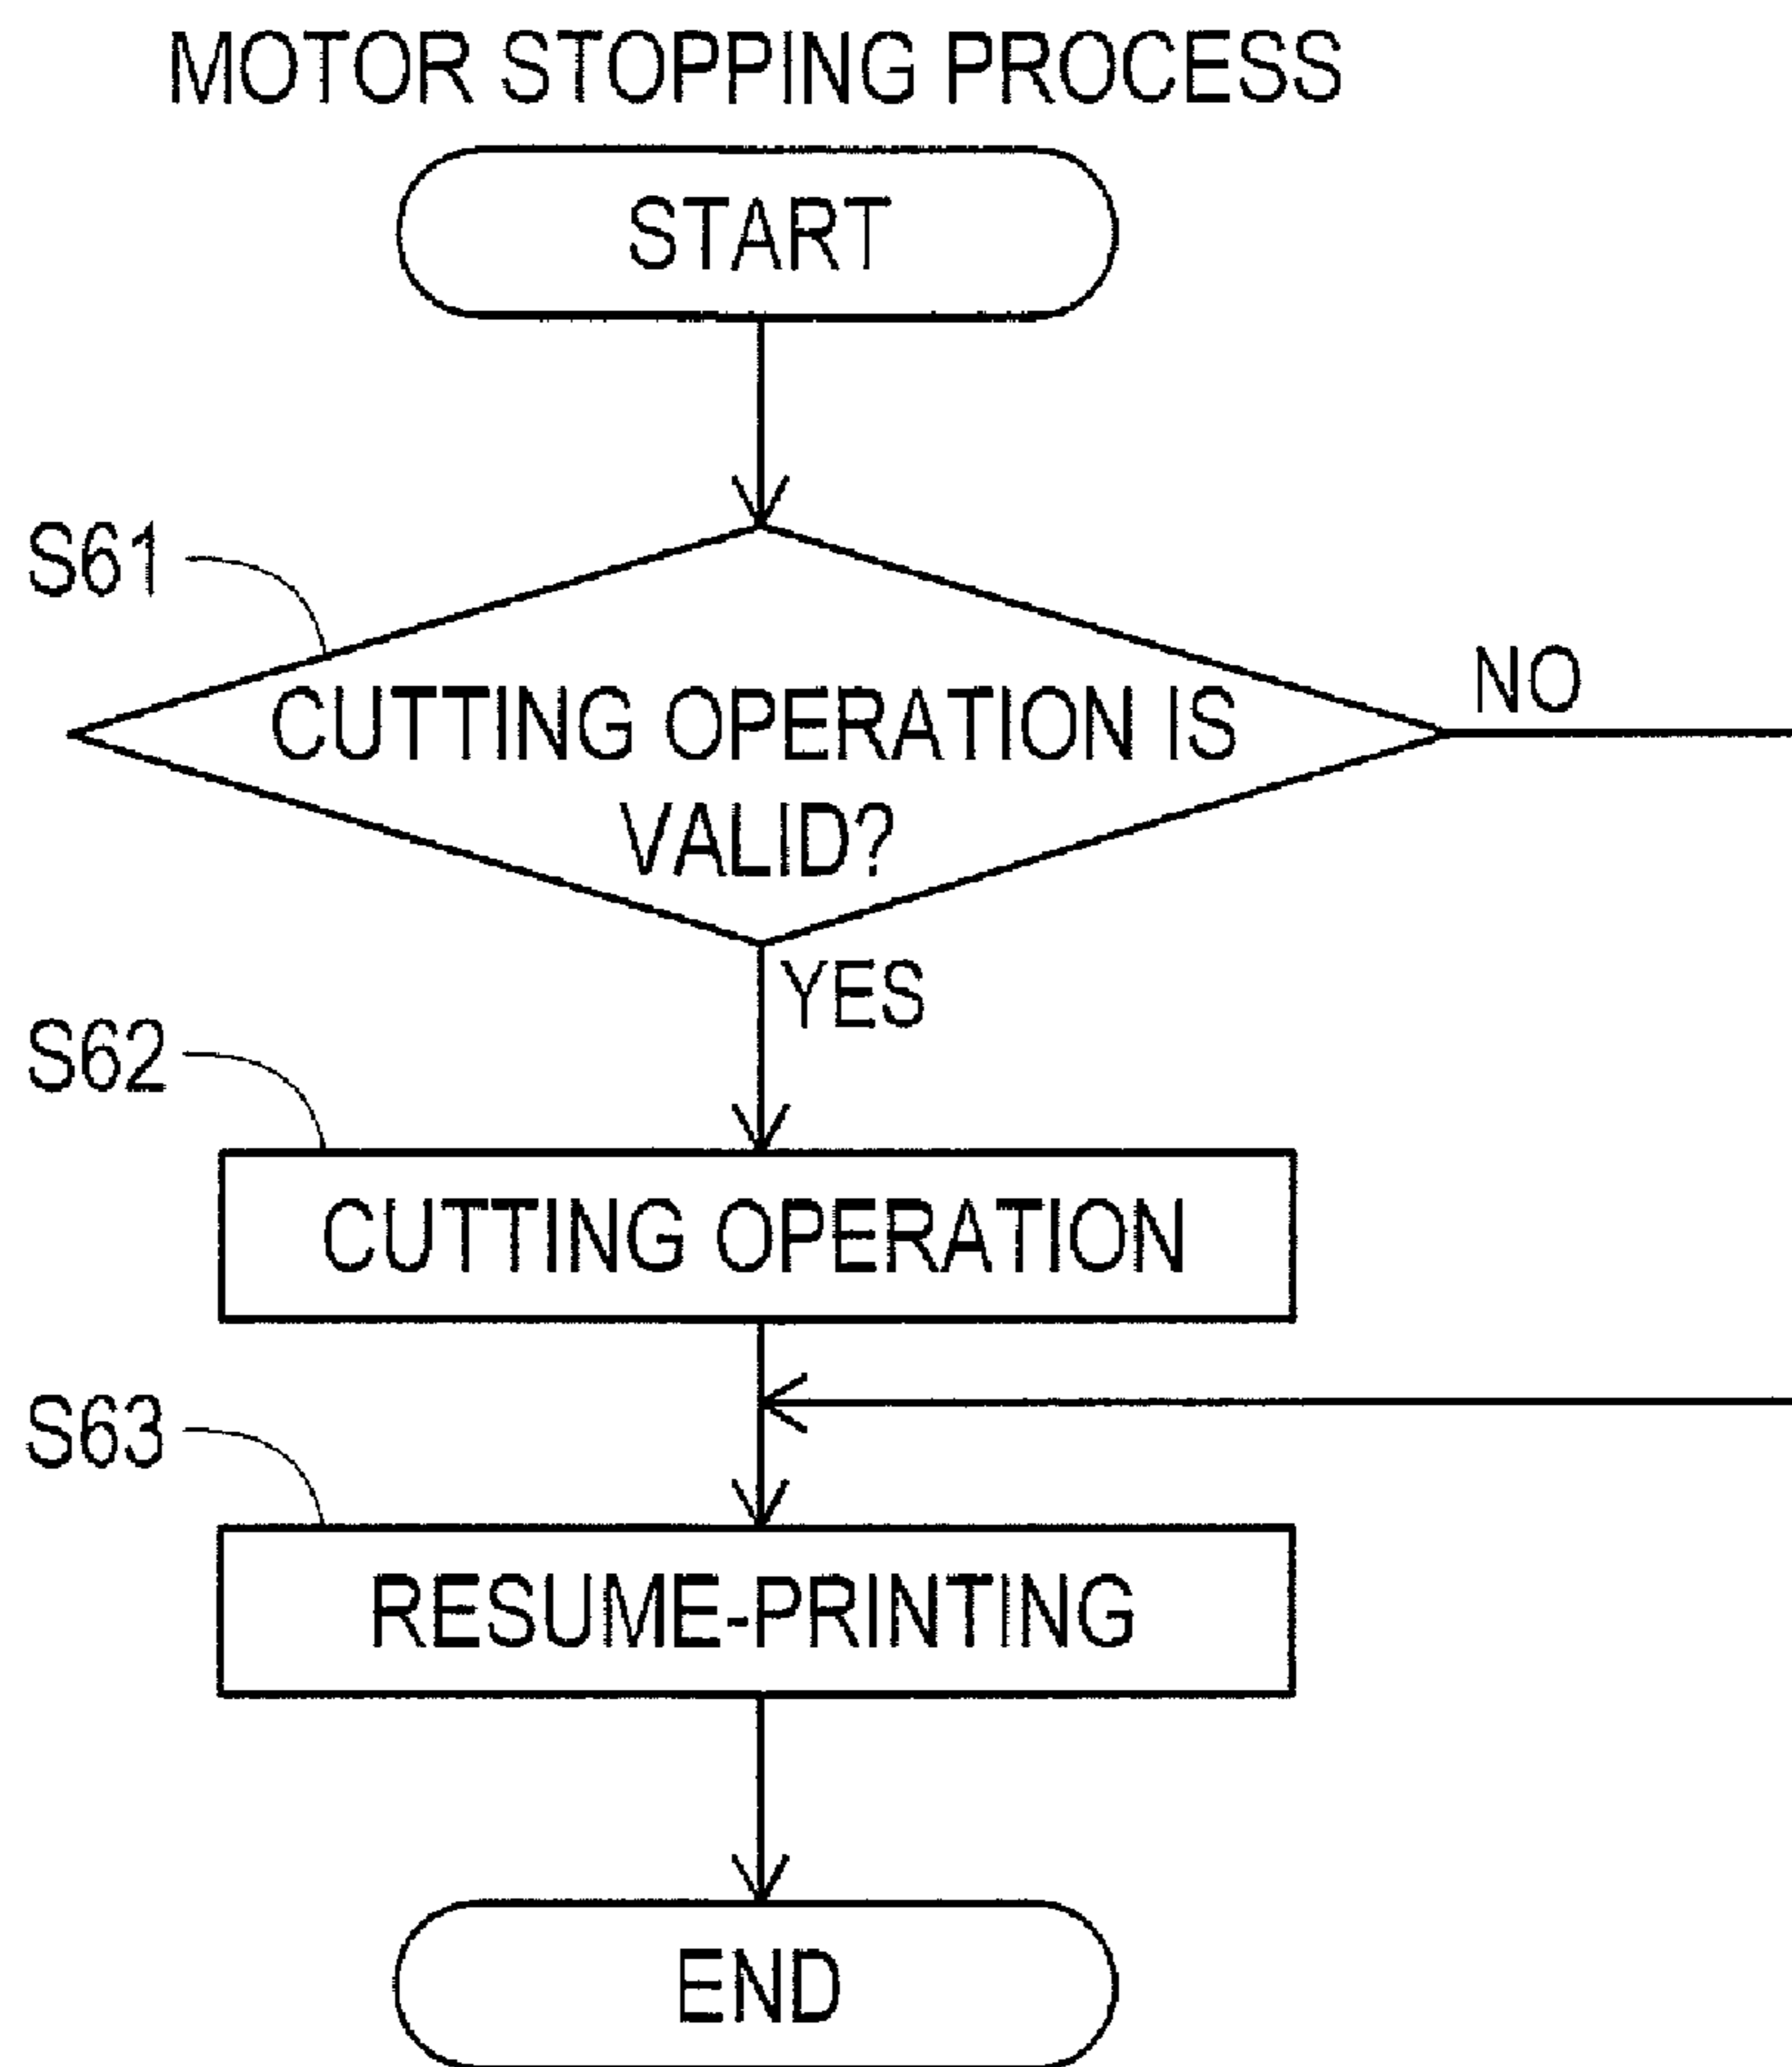 MOTOR STOPPING PROCESS
START
S61
CUTTING OPERATION IS
VALID?
NO
YES
S62
CUTTING OPERATION
S63
RESUME-PRINTING
END